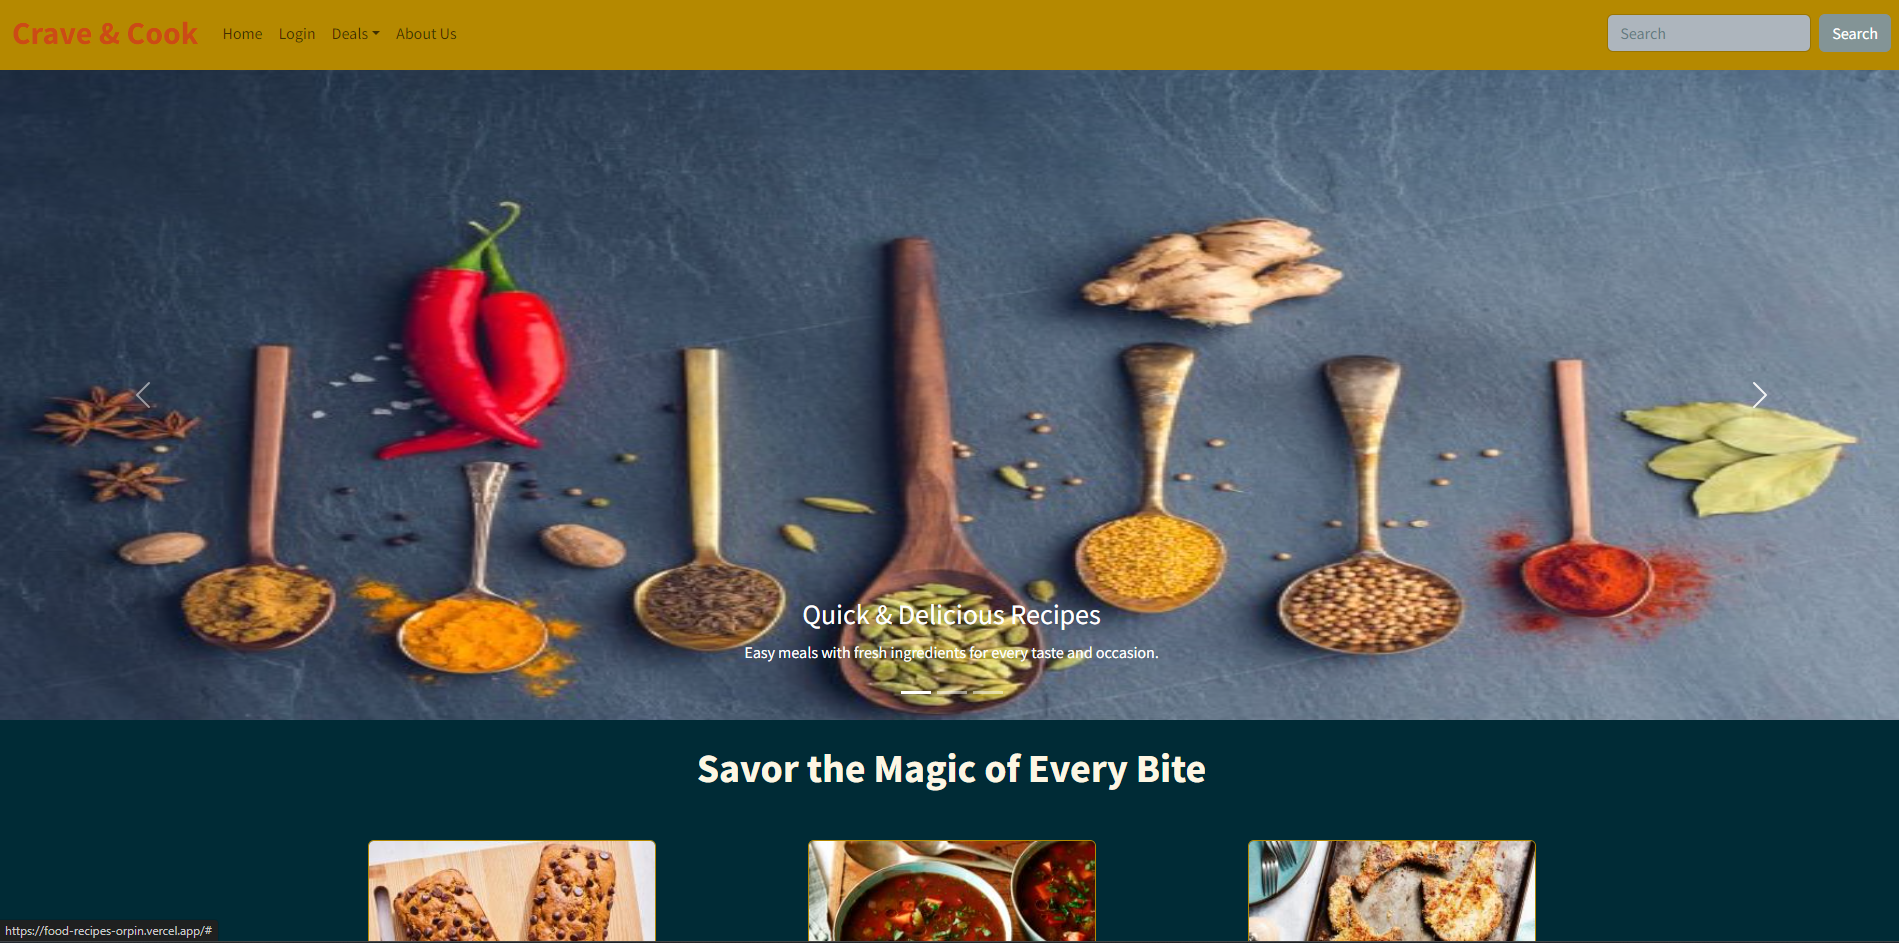 Crave & Cook Home Login Deals About Us Search Search
Quick & Delicious Recipes
Easy meals with fresh ingredients for every taste and occasion.
Savor the Magic of Every Bite
https://food-recipes-orpin.vercel.app/#